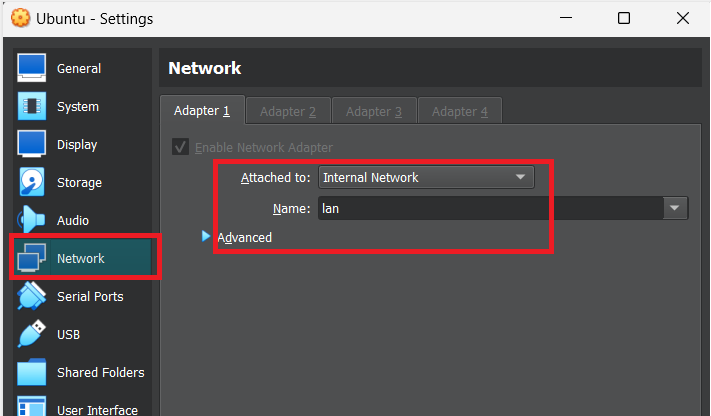 Ubuntu - Settings
General
System
Display
Storage
Audio
Network
Serial Ports
USB
Shared Folders
User Interface
Network
Adapter 1 Adapter 2 Adapter 3 Adapter 4
Enable Network Adapter
Attached to: Internal Network
Name: lan
Advanced